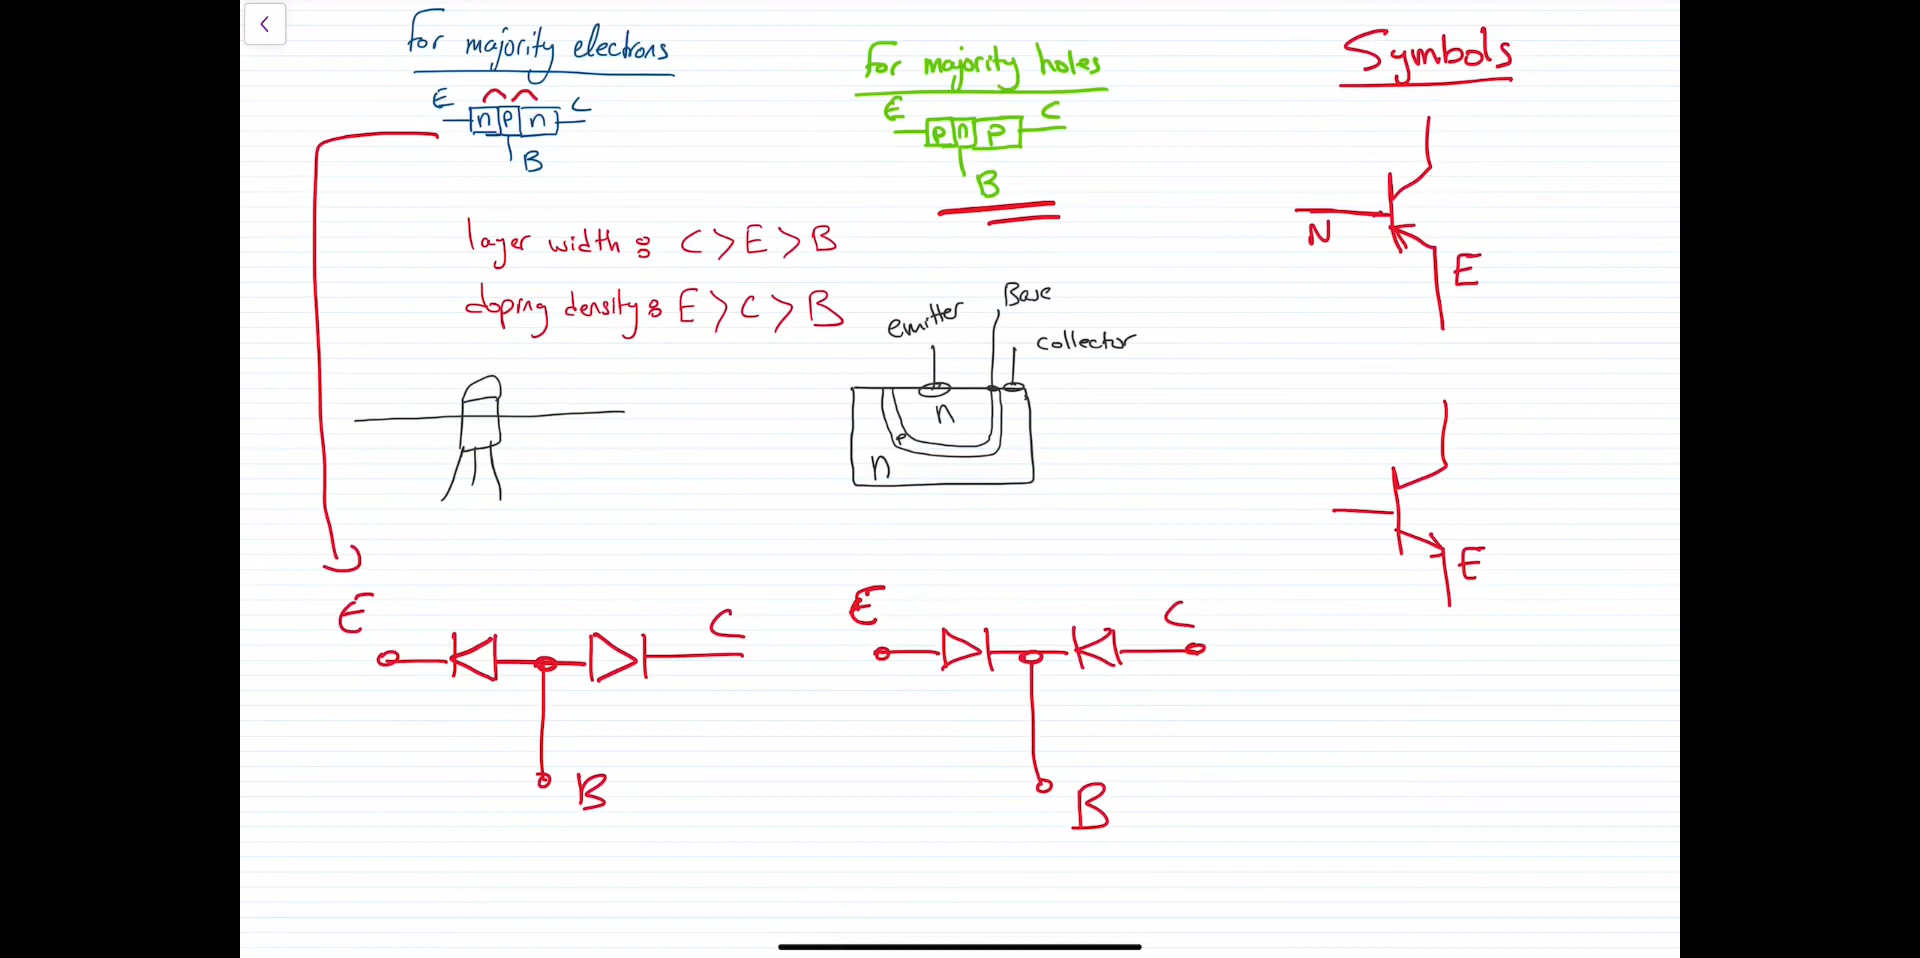 for majority electrons
for majority holes
Symbols
E
n p n
C
B
E
p n p
C
B
N
E
layer width : C > E > B
doping density : E > C > B
emitter
Base
collector
n
p
n
E
E
C
B
E
C
B